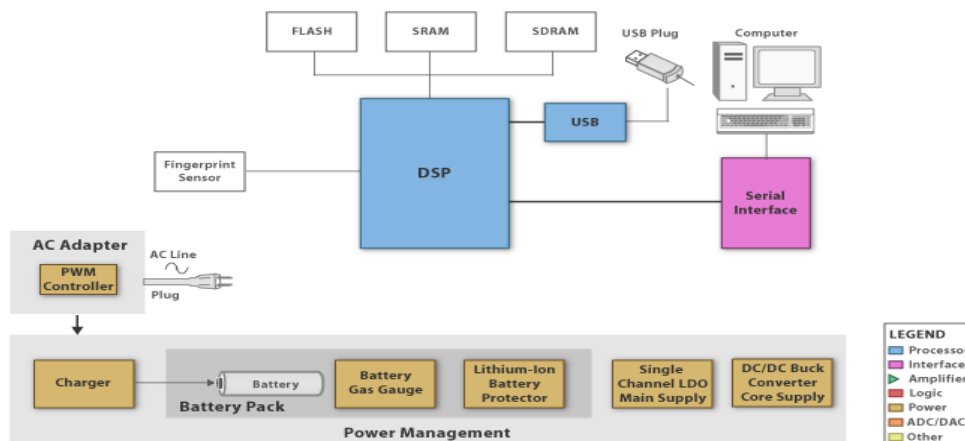 FLASH
SRAM
SDRAM
USB Plug
Computer
USB
DSP
Fingerprint
Sensor
Serial
Interface
AC Adapter
PWM
Controller
AC Line
Plug
Charger
Battery
Battery Pack
Battery
Gas Gauge
Lithium-Ion
Battery
Protector
Single
Channel LDO
Main Supply
DC/DC Buck
Converter
Core Supply
Power Management
LEGEND
Processor
Interface
Amplifier
Logic
Power
ADC/DAC
Other